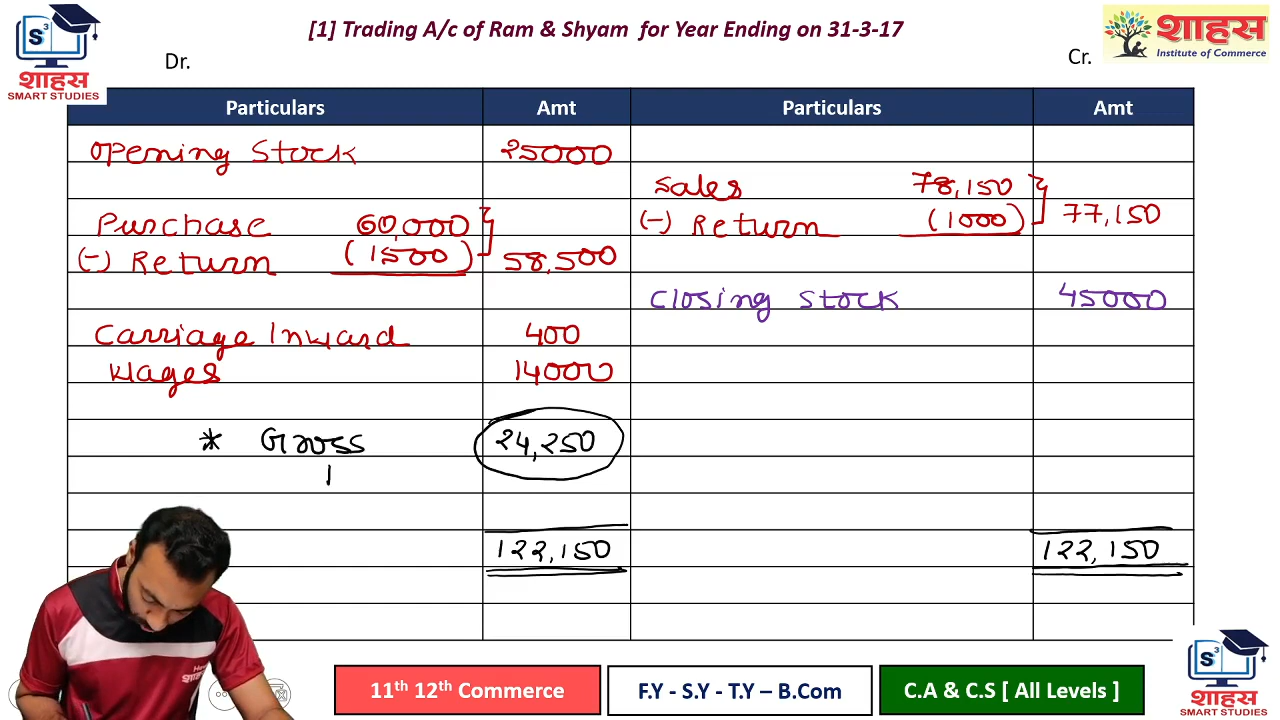 [1] Trading A/c of Ram & Shyam for Year Ending on 31-3-17
S³
शाहस
SMART STUDIES
शाहस
Institute of Commerce
Dr.
Cr.
Particulars Amt Particulars Amt
Opening Stock 25000
Sales 78,150
(-) Return (1000) 77,150
Purchase 60,000
(-) Return (1500) 58,500
Closing Stock 45000
Carriage Inward 400
Wages 14000
* Gross 24,250
122,150 122,150
शाहस
11th 12th Commerce
F.Y - S.Y - T.Y – B.Com
C.A & C.S [ All Levels ]
S³
शाहस
SMART STUDIES